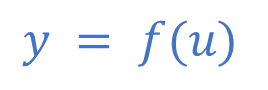 y = f(u)